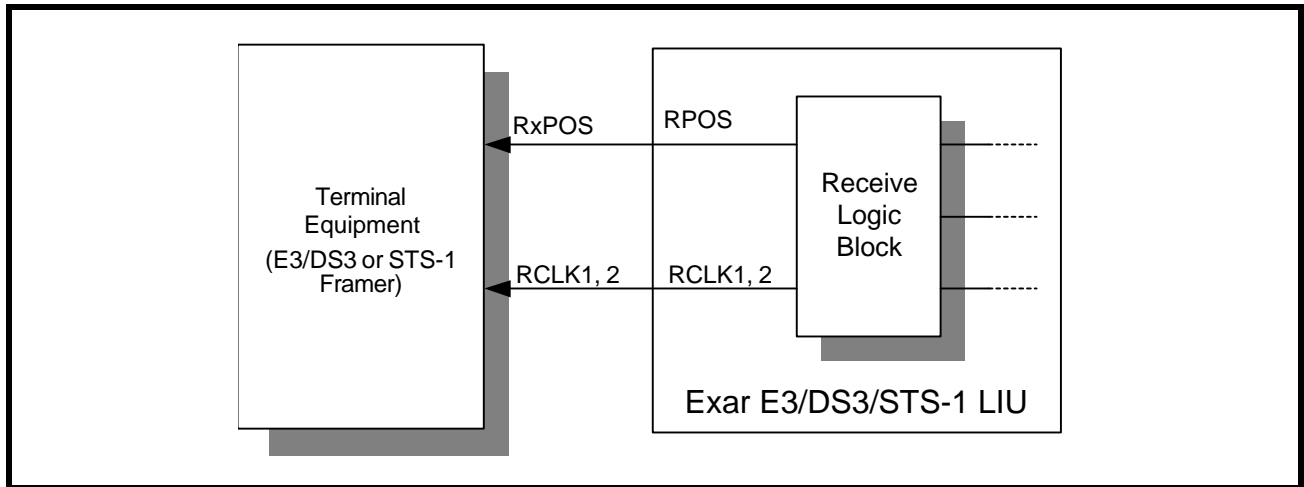 RxPOS
RPOS
Terminal
Equipment
(E3/DS3 or STS-1
Framer)
Receive
Logic
Block
RCLK1, 2
RCLK1, 2
Exar E3/DS3/STS-1 LIU